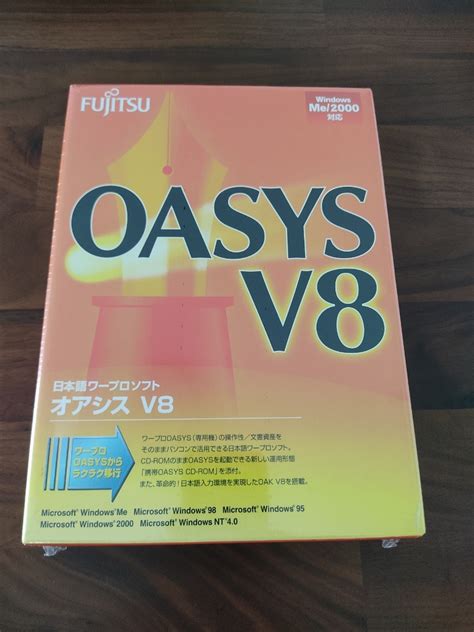 FUJITSU
Windows
Me/2000
対応
OASYS
V8
日本語ワープロソフト
オアシス V8
ワープロ
OASYSから
ラクラク移行
ワープロOASYS(専用機)の操作性/文書資産を
そのままパソコンで活用できる日本語ワープロソフト。
CD-ROMのままOASYSを起動できる新しい運用形態
「携帯OASYS CD-ROM」を添付。
また、革命的!日本語入力環境を実現したOAK V8を搭載。
Microsoft® Windows®Me Microsoft® Windows®98 Microsoft® Windows®95
Microsoft® Windows®2000 Microsoft® Windows NT®4.0